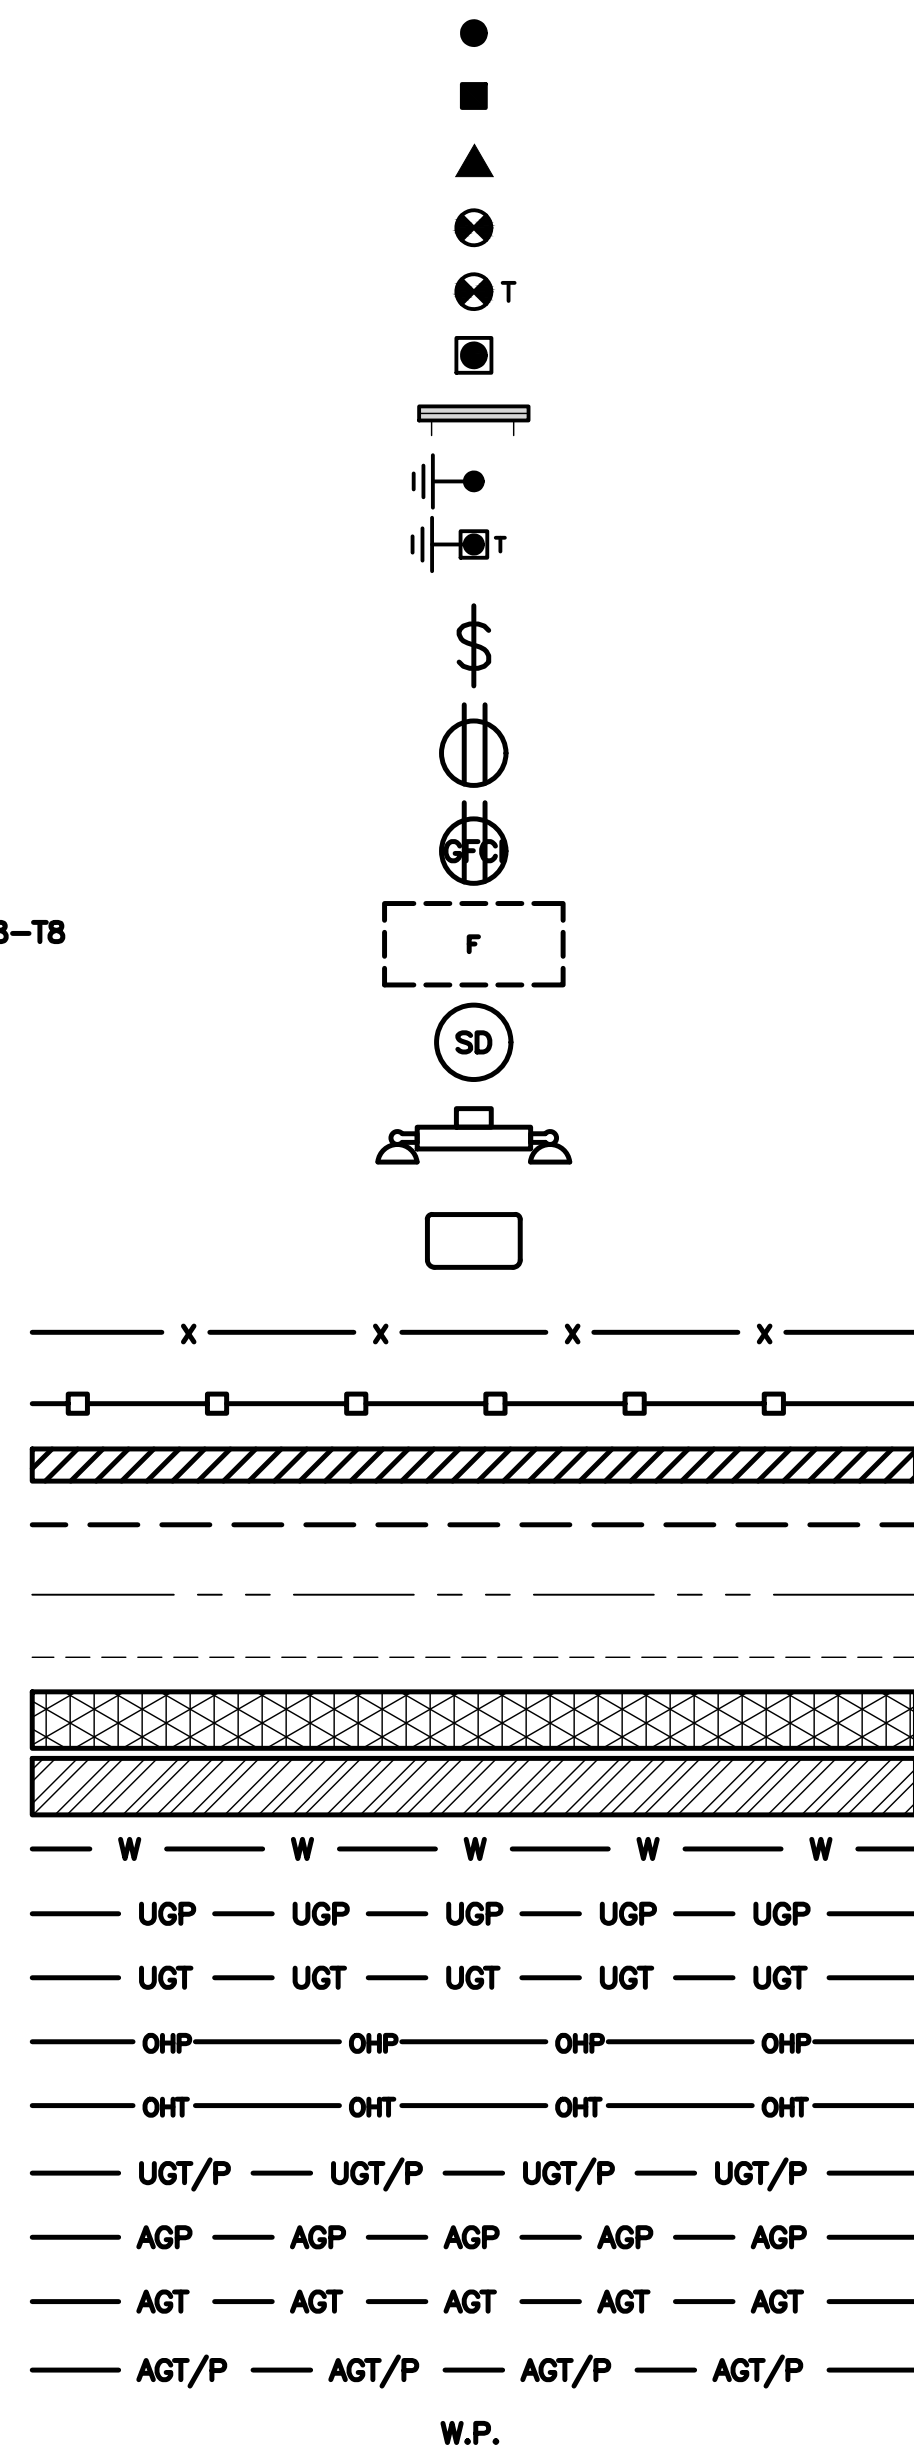 T
T
$
GFCI
8-T8
F
SD
X X X X
W W W W W
UGP UGP UGP UGP UGP
UGT UGT UGT UGT UGT
OHP OHP OHP OHP
OHT OHT OHT OHT
UGT/P UGT/P UGT/P UGT/P
AGP AGP AGP AGP AGP
AGT AGT AGT AGT AGT
AGT/P AGT/P AGT/P AGT/P
W.P.